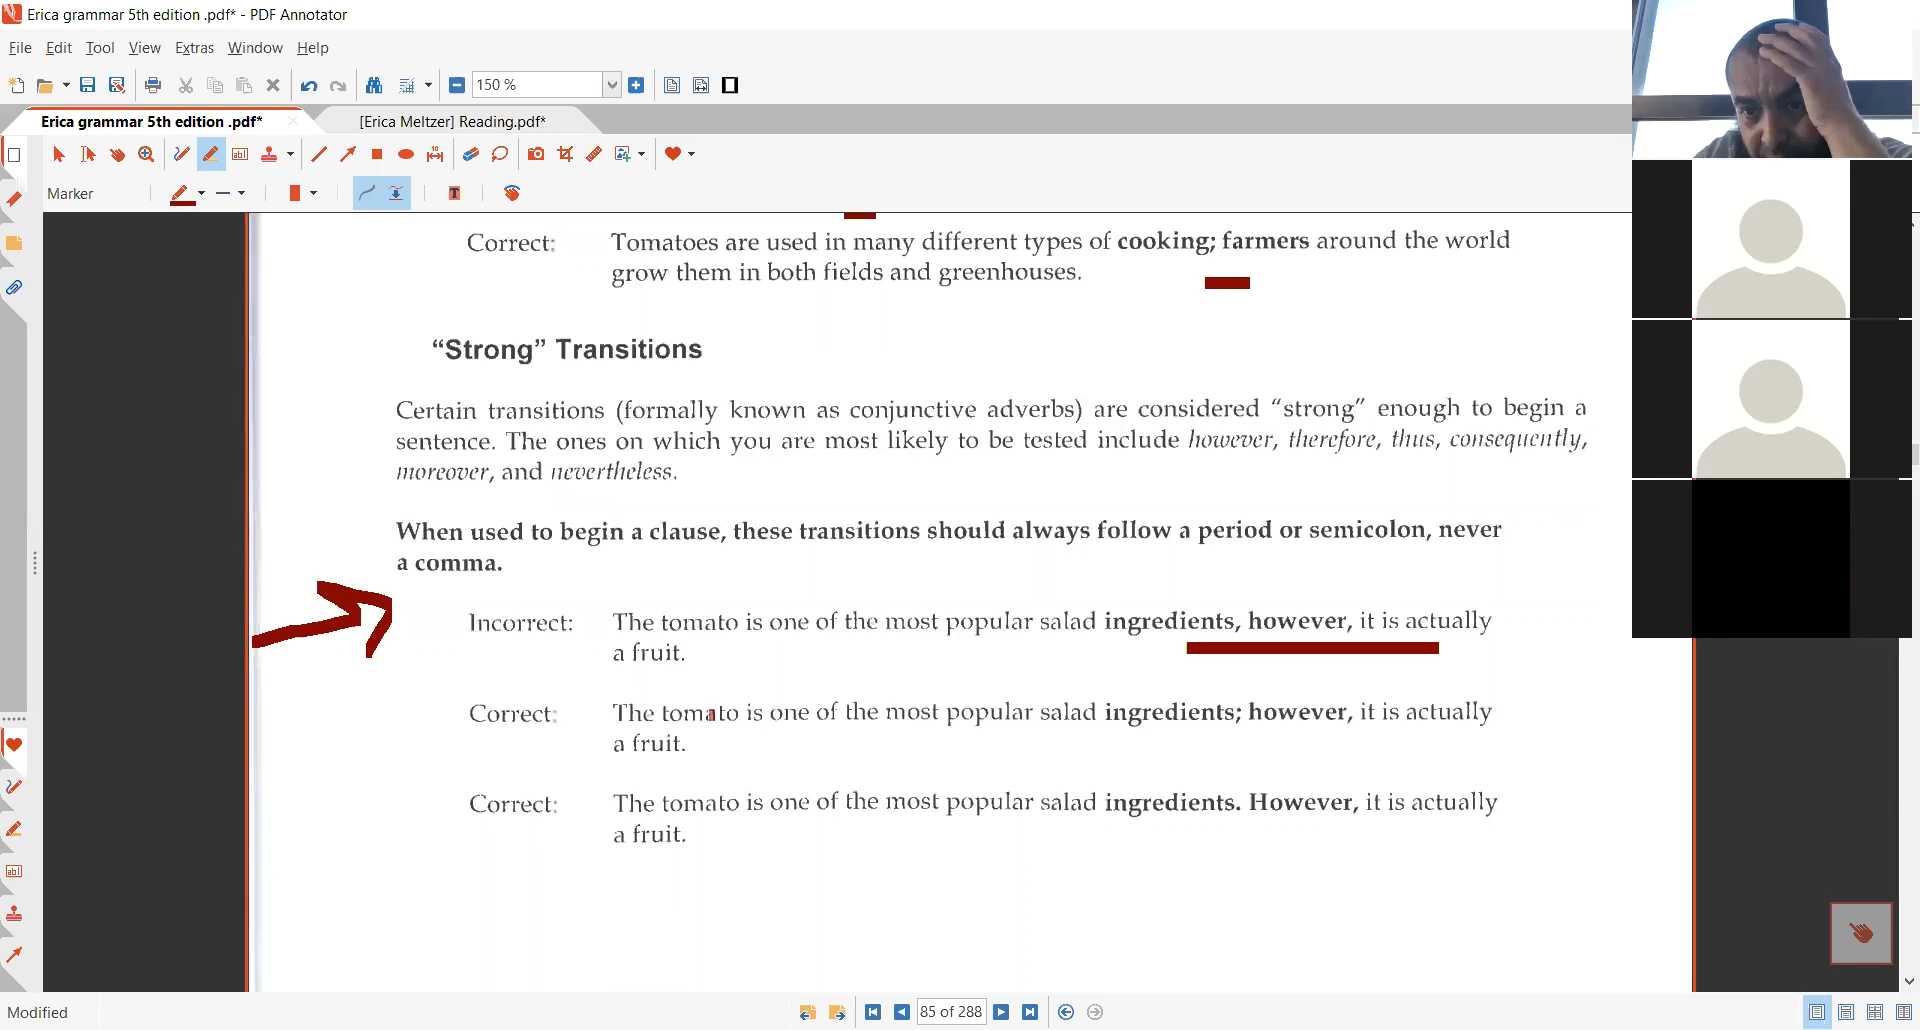 Erica grammar 5th edition .pdf* - PDF Annotator
File Edit Tool View Extras Window Help
150 %
Erica grammar 5th edition .pdf*
[Erica Meltzer] Reading.pdf*
Marker
Correct: Tomatoes are used in many different types of cooking; farmers around the world
grow them in both fields and greenhouses.
“Strong” Transitions
Certain transitions (formally known as conjunctive adverbs) are considered “strong” enough to begin a
sentence. The ones on which you are most likely to be tested include however, therefore, thus, consequently,
moreover, and nevertheless.
When used to begin a clause, these transitions should always follow a period or semicolon, never
a comma.
Incorrect: The tomato is one of the most popular salad ingredients, however, it is actually
a fruit.
Correct: The tomato is one of the most popular salad ingredients; however, it is actually
a fruit.
Correct: The tomato is one of the most popular salad ingredients. However, it is actually
a fruit.
Modified
85 of 288